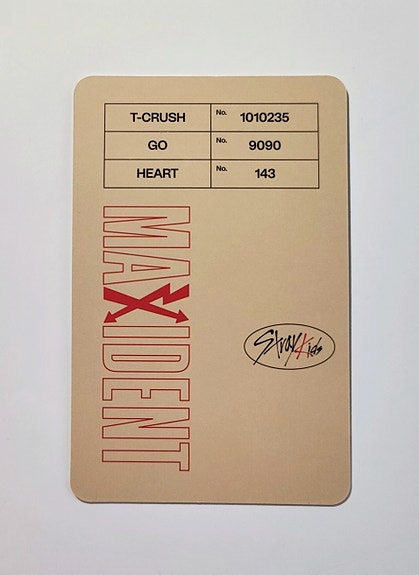 T-CRUSH No. 1010235
GO No. 9090
HEART No. 143
MAXIDENT
Stray Kids